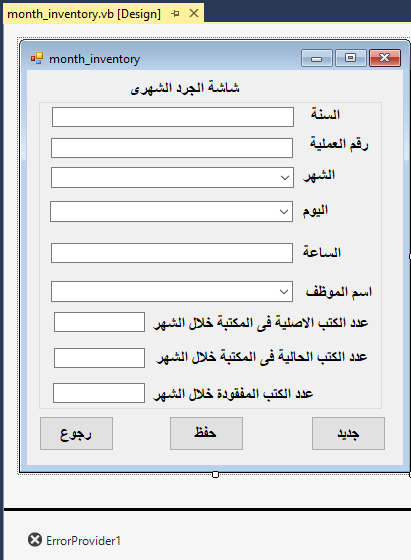 month_inventory.vb [Design]
month_inventory
شاشة الجرد الشهرى
السنة
رقم العملية
الشهر
اليوم
الساعة
اسم الموظف
عدد الكتب الاصلية فى المكتبة خلال الشهر
عدد الكتب الحالية فى المكتبة خلال الشهر
عدد الكتب المفقودة خلال الشهر
جديد حفظ رجوع
ErrorProvider1